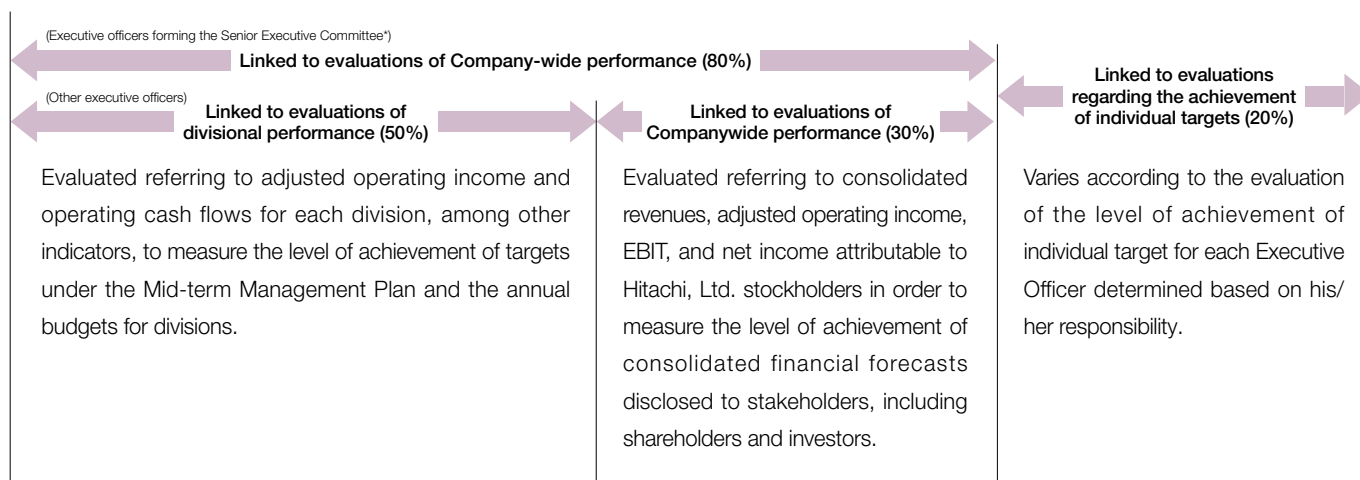 (Executive officers forming the Senior Executive Committee*)
Linked to evaluations of Company-wide performance (80%)
(Other executive officers)
Linked to evaluations of
divisional performance (50%)
Linked to evaluations of
Companywide performance (30%)
Linked to evaluations
regarding the achievement
of individual targets (20%)
Evaluated referring to adjusted operating income and
operating cash flows for each division, among other
indicators, to measure the level of achievement of targets
under the Mid-term Management Plan and the annual
budgets for divisions.
Evaluated referring to consolidated
revenues, adjusted operating income,
EBIT, and net income attributable to
Hitachi, Ltd. stockholders in order to
measure the level of achievement of
consolidated financial forecasts
disclosed to stakeholders, including
shareholders and investors.
Varies according to the evaluation
of the level of achievement of
individual target for each Executive
Officer determined based on his/
her responsibility.